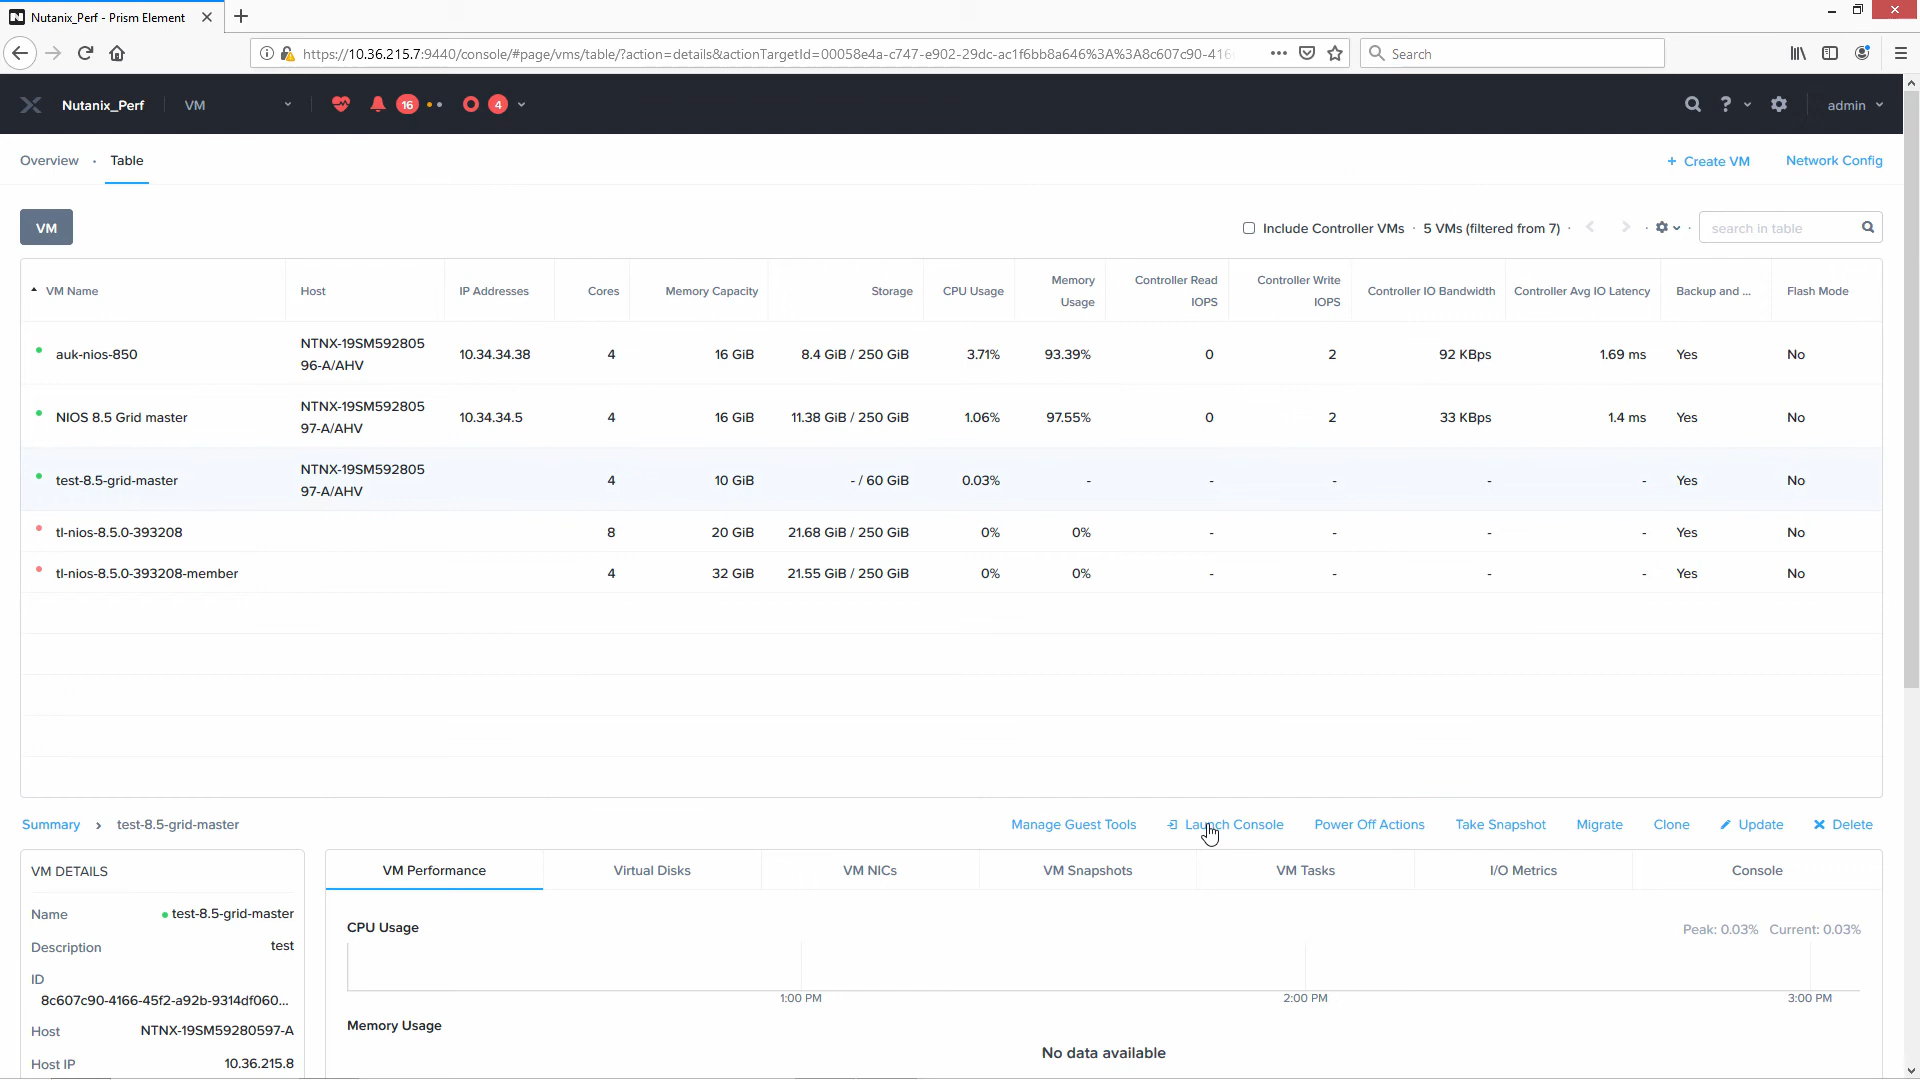 Nutanix_Perf - Prism Element
https://10.36.215.7:9440/console/#page/vms/table/?action=details&actionTargetId=00058e4a-c747-e902-29dc-ac1f6bb8a646%3A%3A8c607c90-416
Search
Nutanix_Perf
VM
16
4
?
admin
Overview · Table
+ Create VM
Network Config
VM
Include Controller VMs · 5 VMs (filtered from 7) ·
search in table
VM Name
Host
IP Addresses
Cores
Memory Capacity
Storage
CPU Usage
Memory
Usage
Controller Read
IOPS
Controller Write
IOPS
Controller IO Bandwidth
Controller Avg IO Latency
Backup and ...
Flash Mode
auk-nios-850
NTNX-19SM592805
96-A/AHV
10.34.34.38
4
16 GiB
8.4 GiB / 250 GiB
3.71%
93.39%
0
2
92 KBps
1.69 ms
Yes
No
NIOS 8.5 Grid master
NTNX-19SM592805
97-A/AHV
10.34.34.5
4
16 GiB
11.38 GiB / 250 GiB
1.06%
97.55%
0
2
33 KBps
1.4 ms
Yes
No
test-8.5-grid-master
NTNX-19SM592805
97-A/AHV
4
10 GiB
- / 60 GiB
0.03%
-
-
-
-
-
Yes
No
tl-nios-8.5.0-393208
8
20 GiB
21.68 GiB / 250 GiB
0%
0%
-
-
-
-
Yes
No
tl-nios-8.5.0-393208-member
4
32 GiB
21.55 GiB / 250 GiB
0%
0%
-
-
-
-
Yes
No
Summary › test-8.5-grid-master
Manage Guest Tools
Launch Console
Power Off Actions
Take Snapshot
Migrate
Clone
Update
Delete
VM DETAILS
Name
test-8.5-grid-master
Description
test
ID
8c607c90-4166-45f2-a92b-9314df060...
Host
NTNX-19SM59280597-A
Host IP
10.36.215.8
VM Performance
Virtual Disks
VM NICs
VM Snapshots
VM Tasks
I/O Metrics
Console
CPU Usage
Peak: 0.03% Current: 0.03%
1:00 PM
2:00 PM
3:00 PM
Memory Usage
No data available